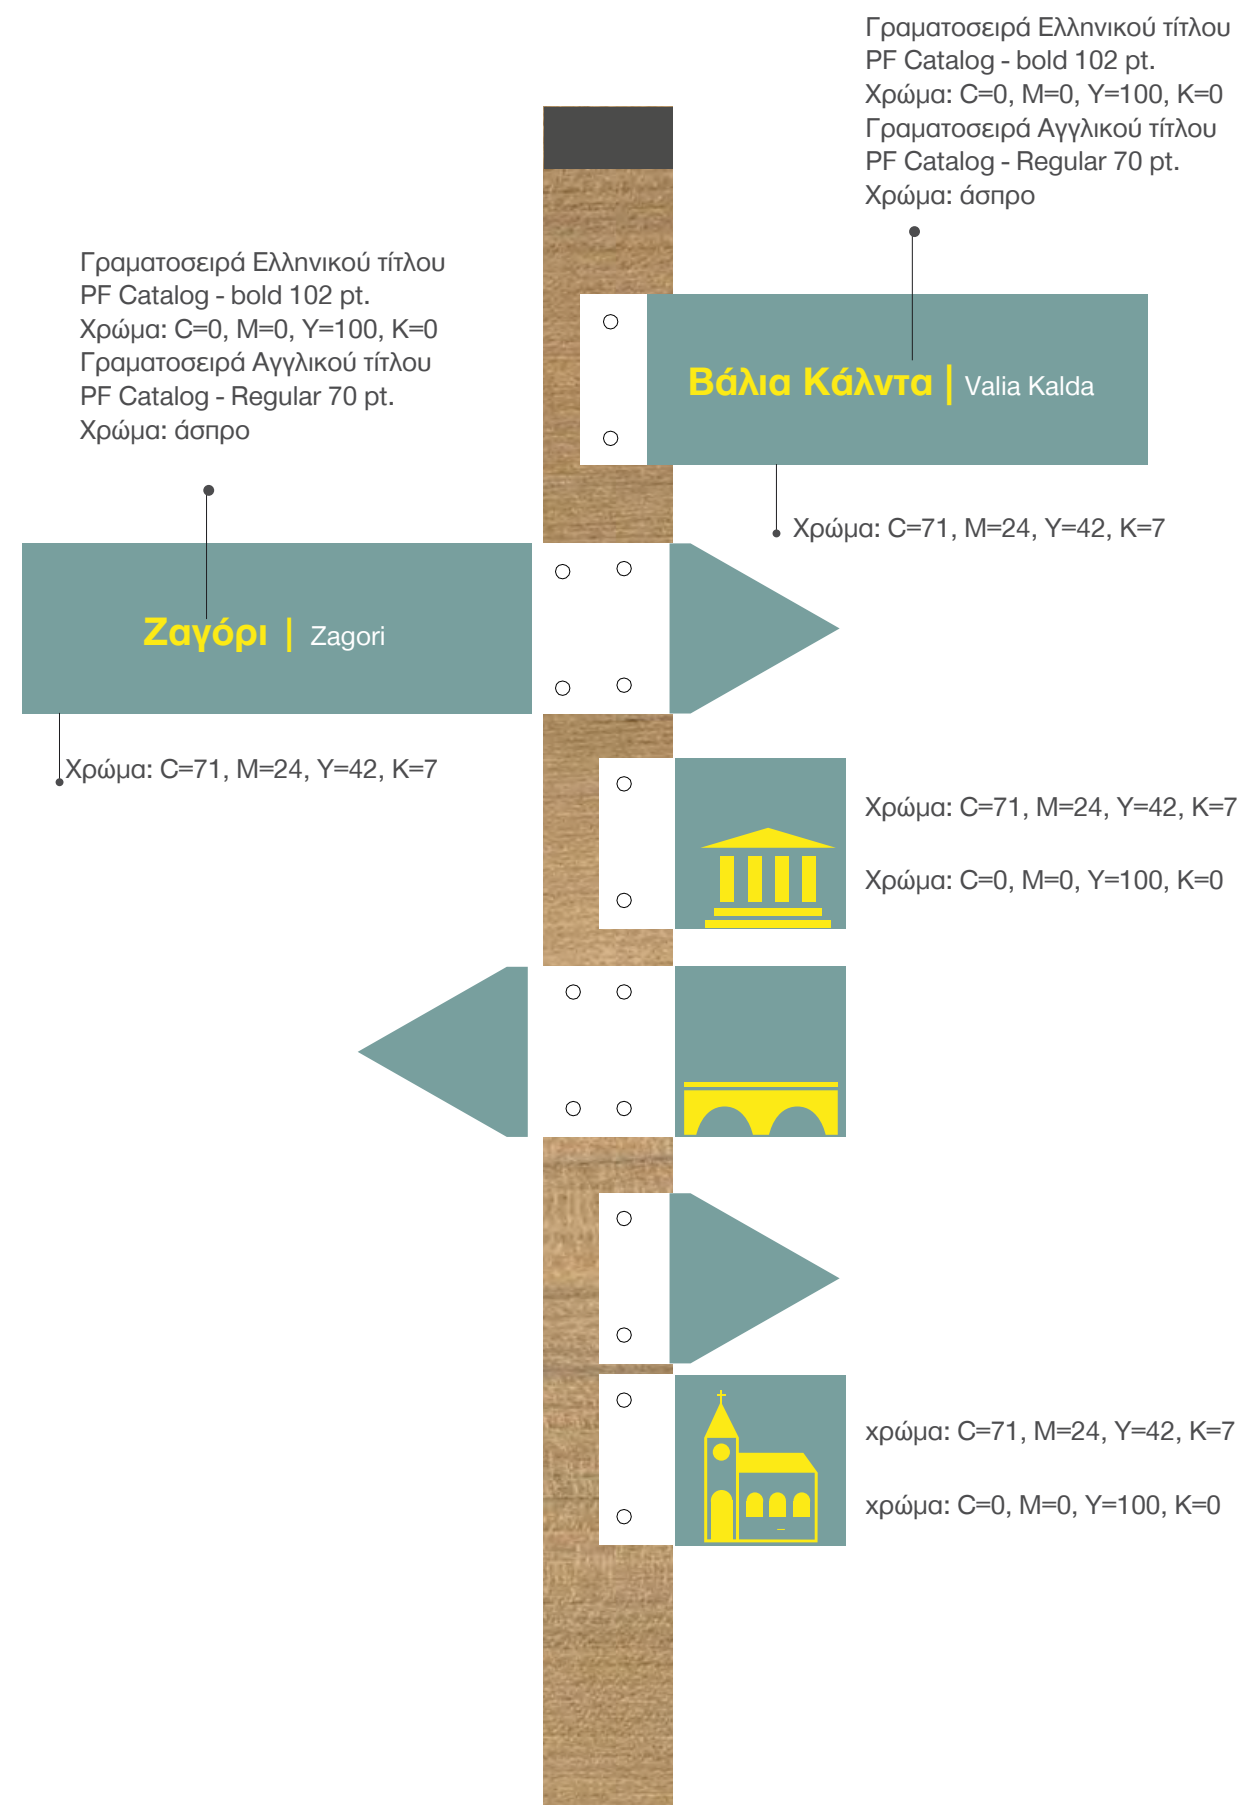 Γραματοσειρά Ελληνικού τίτλου
PF Catalog - bold 102 pt.
Χρώμα: C=0, M=0, Y=100, K=0
Γραματοσειρά Αγγλικού τίτλου
PF Catalog - Regular 70 pt.
Χρώμα: άσπρο
Γραματοσειρά Ελληνικού τίτλου
PF Catalog - bold 102 pt.
Χρώμα: C=0, M=0, Y=100, K=0
Γραματοσειρά Αγγλικού τίτλου
PF Catalog - Regular 70 pt.
Χρώμα: άσπρο
Βάλια Κάλντα | Valia Kalda
Χρώμα: C=71, M=24, Y=42, K=7
Ζαγόρι | Zagori
Χρώμα: C=71, M=24, Y=42, K=7
Χρώμα: C=71, M=24, Y=42, K=7
Χρώμα: C=0, M=0, Y=100, K=0
χρώμα: C=71, M=24, Y=42, K=7
χρώμα: C=0, M=0, Y=100, K=0